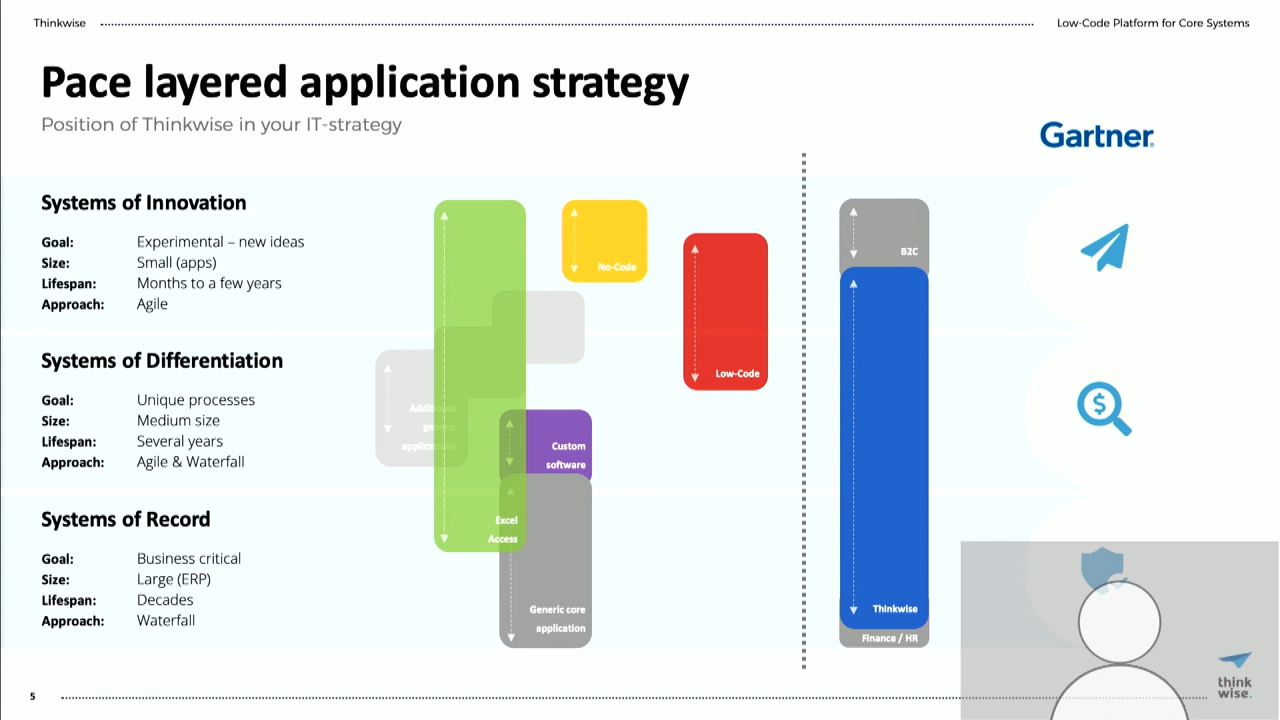 Thinkwise
Low-Code Platform for Core Systems
Pace layered application strategy
Position of Thinkwise in your IT-strategy
Gartner.
Systems of Innovation
Goal: Experimental – new ideas
Size: Small (apps)
Lifespan: Months to a few years
Approach: Agile
No-Code
B2C
Systems of Differentiation
Goal: Unique processes
Size: Medium size
Lifespan: Several years
Approach: Agile & Waterfall
Low-Code
Additional
generic
applications
Custom
software
Systems of Record
Goal: Business critical
Size: Large (ERP)
Lifespan: Decades
Approach: Waterfall
Excel
Access
Generic core
application
Thinkwise
Finance / HR
5
think
wise.